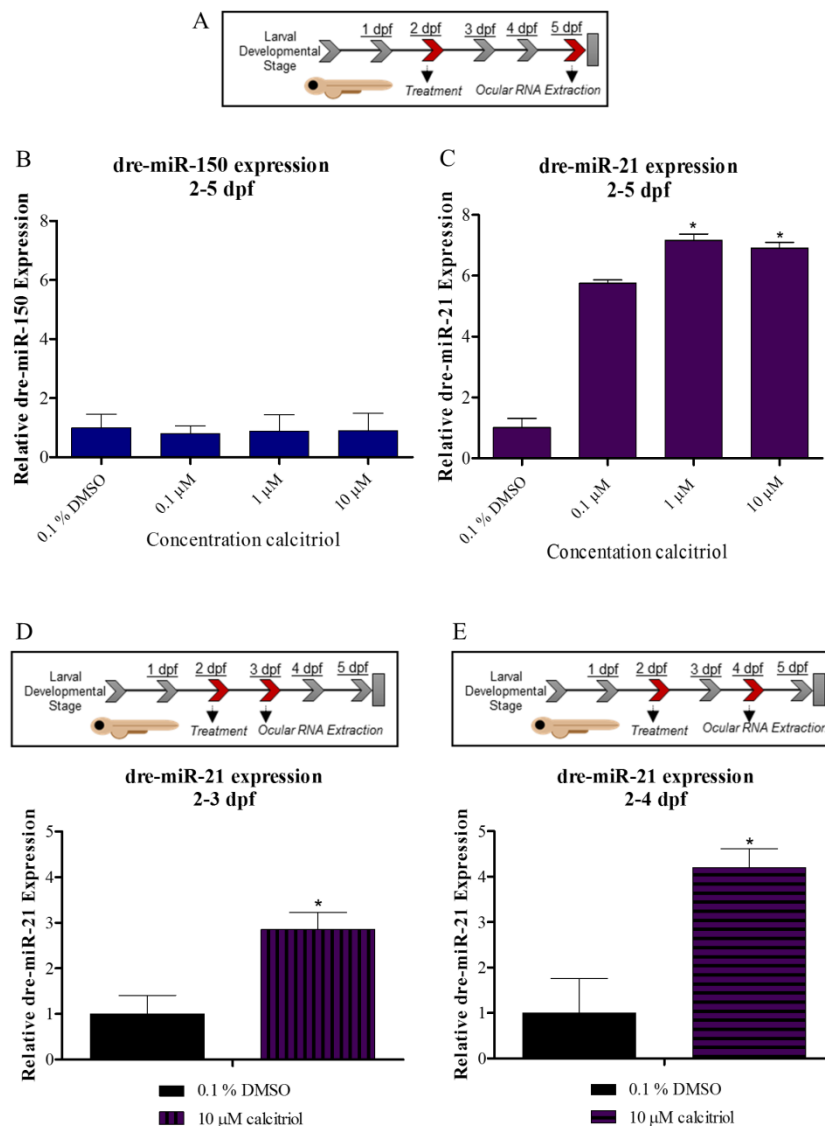 A
Larval
Developmental
Stage
1 dpf
2 dpf
3 dpf
4 dpf
5 dpf
Treatment
Ocular RNA Extraction
B
dre-miR-150 expression
2-5 dpf
Relative dre-miR-150 Expression
8
6
4
2
0
0.1 % DMSO
0.1 µM
1 µM
10 µM
Concentration calcitriol
C
dre-miR-21 expression
2-5 dpf
Relative dre-miR-21 Expression
8
6
4
2
0
*
*
0.1 % DMSO
0.1 µM
1 µM
10 µM
Concentation calcitriol
D
Larval
Developmental
Stage
1 dpf
2 dpf
3 dpf
4 dpf
5 dpf
Treatment
Ocular RNA Extraction
dre-miR-21 expression
2-3 dpf
Relative dre-miR-21 Expression
5
4
3
2
1
0
*
0.1 % DMSO
10 µM calcitriol
E
Larval
Developmental
Stage
1 dpf
2 dpf
3 dpf
4 dpf
5 dpf
Treatment
Ocular RNA Extraction
dre-miR-21 expression
2-4 dpf
Relative dre-miR-21 Expression
5
4
3
2
1
0
*
0.1 % DMSO
10 µM calcitriol